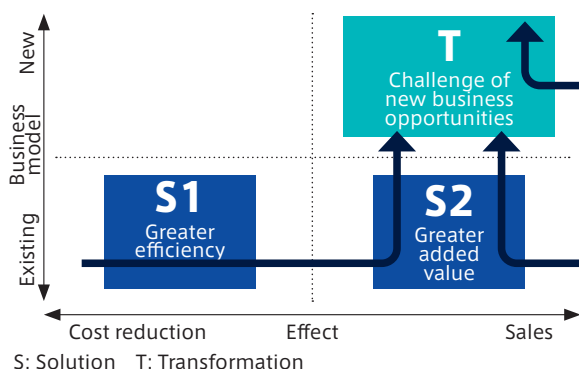 New
Business
model
Existing
T
Challenge of
new business
opportunities
S1
Greater
efficiency
S2
Greater
added
value
Cost reduction
Effect
Sales
S: Solution T: Transformation